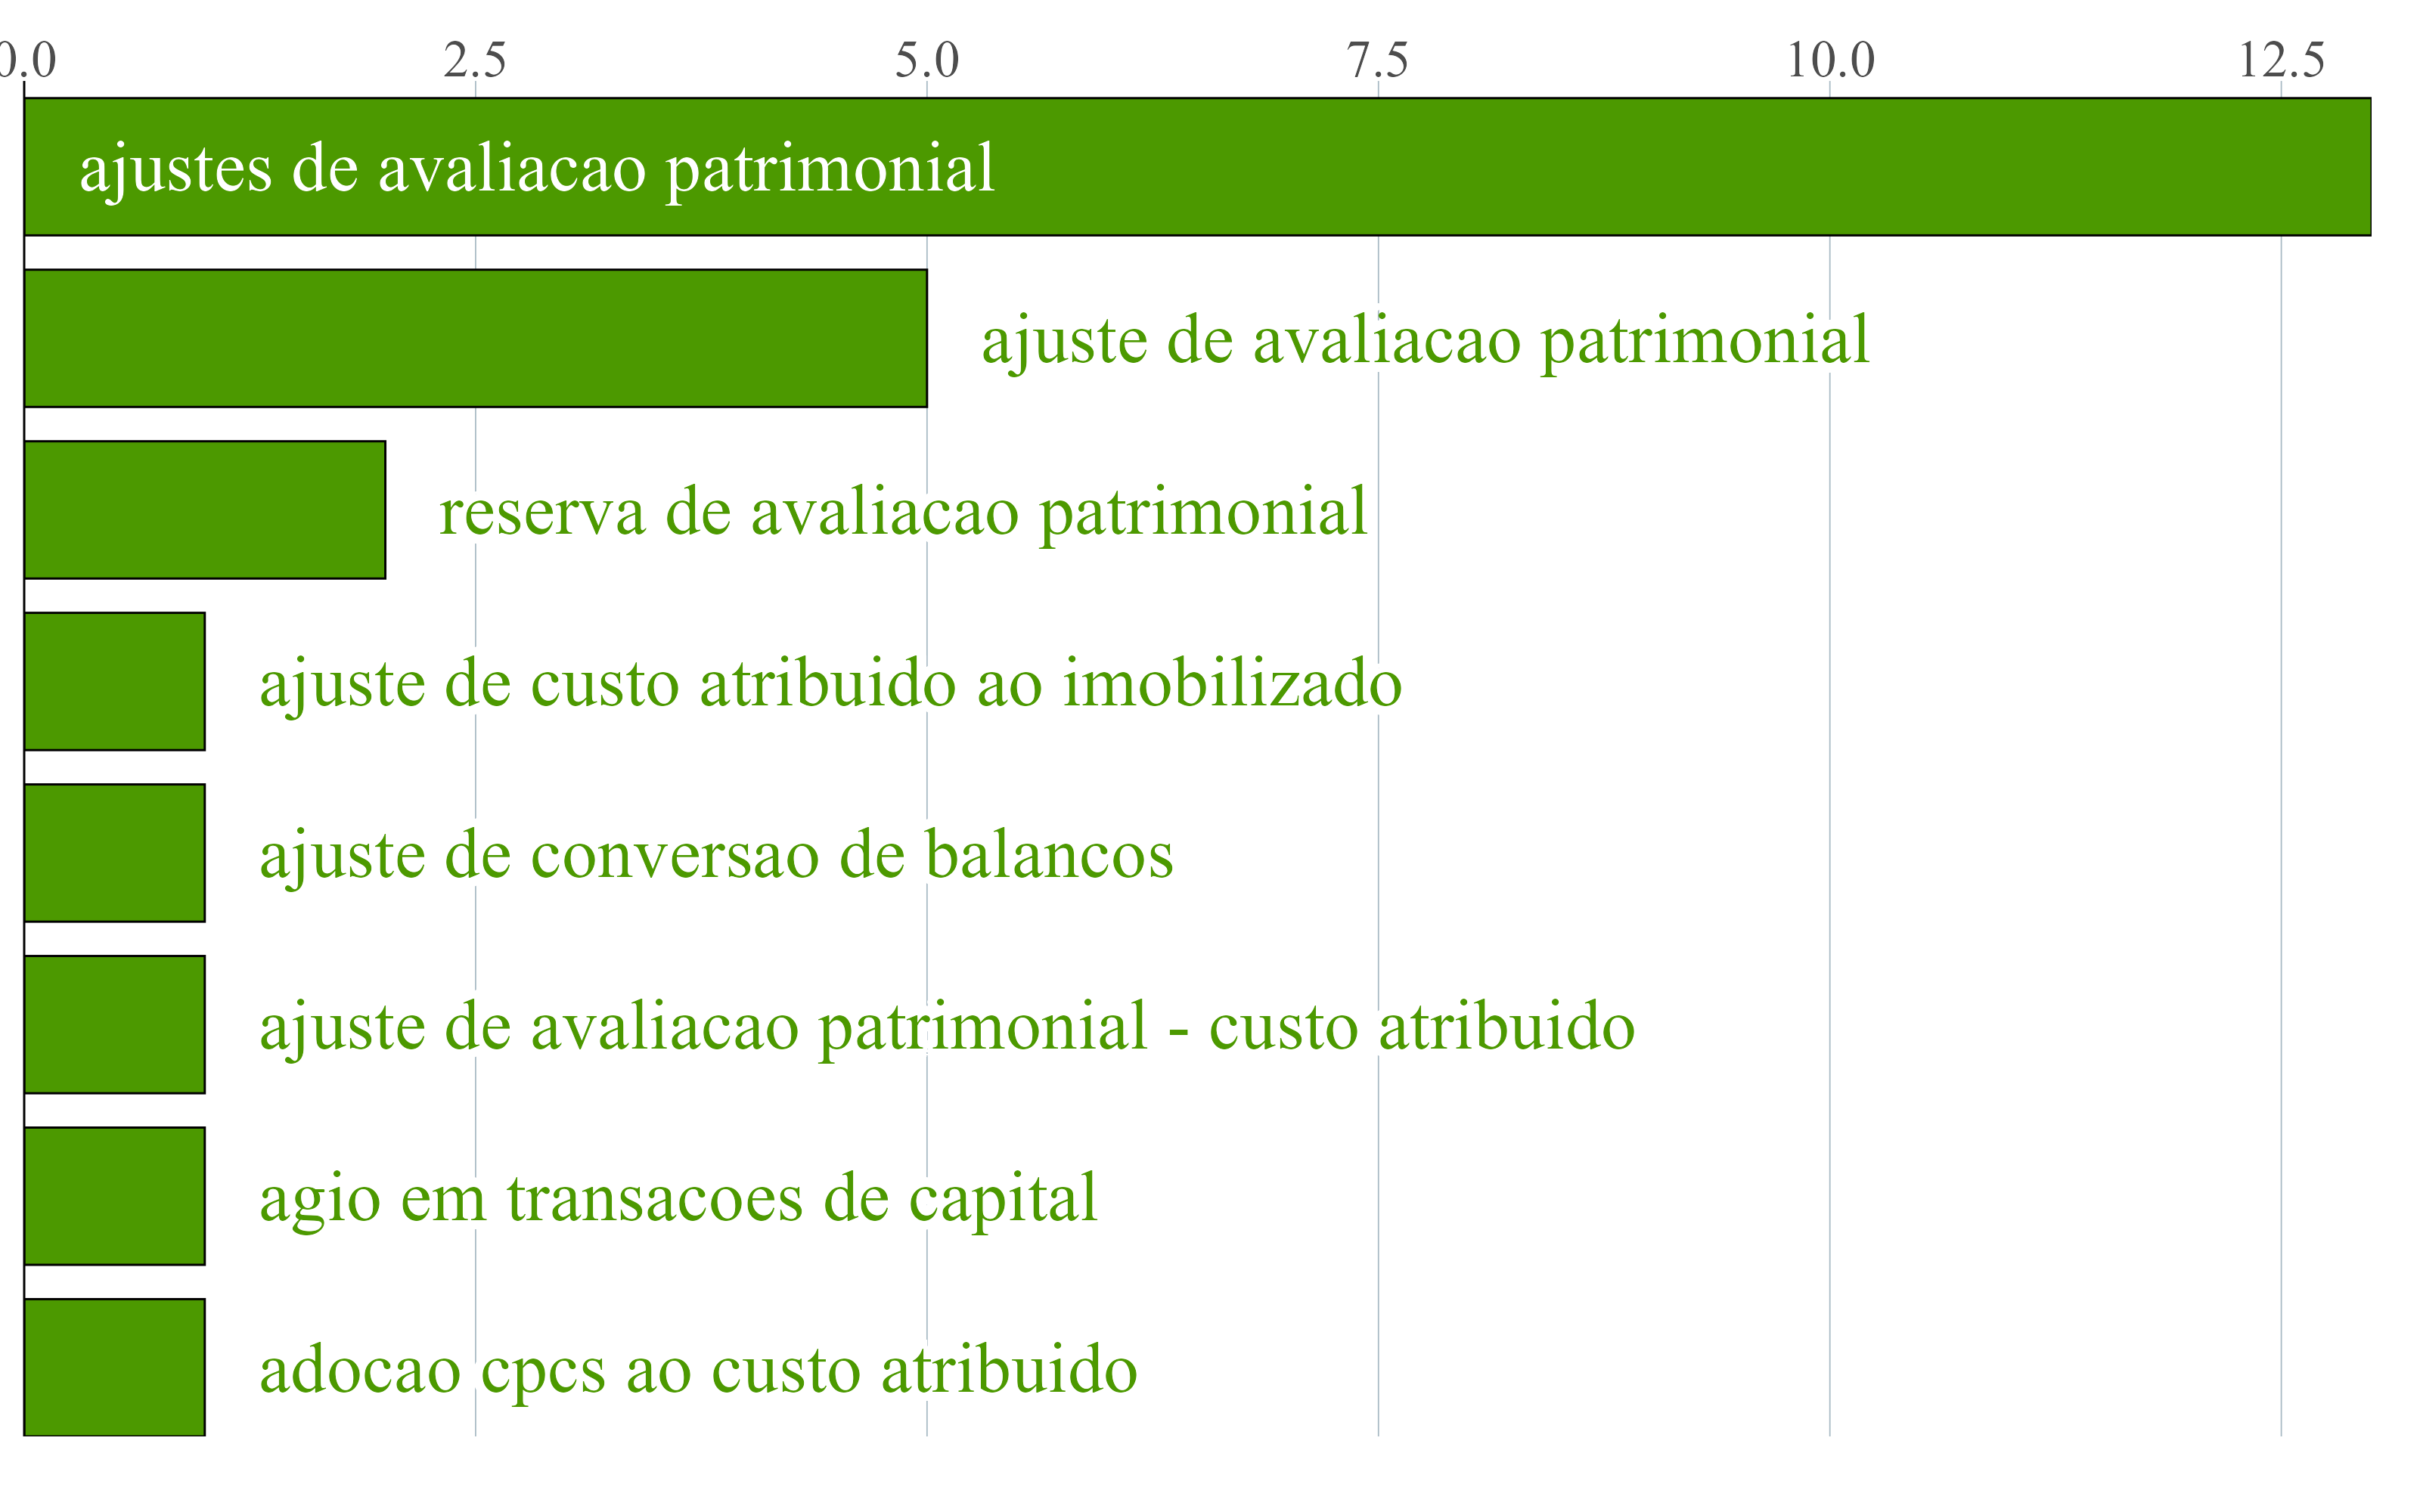 0.0 2.5 5.0 7.5 10.0 12.5
ajustes de avaliacao patrimonial
ajuste de avaliacao patrimonial
reserva de avaliacao patrimonial
ajuste de custo atribuido ao imobilizado
ajuste de conversao de balancos
ajuste de avaliacao patrimonial - custo atribuido
agio em transacoes de capital
adocao cpcs ao custo atribuido